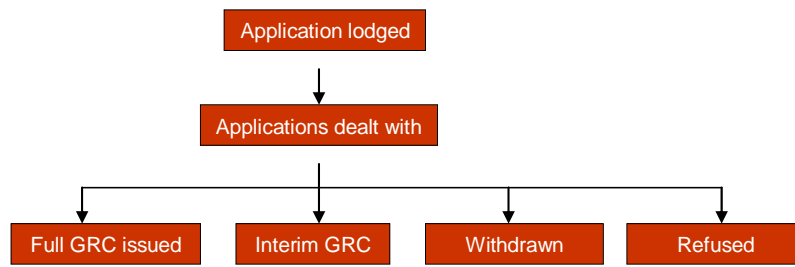 Application lodged
Applications dealt with
Full GRC issued
Interim GRC
Withdrawn
Refused